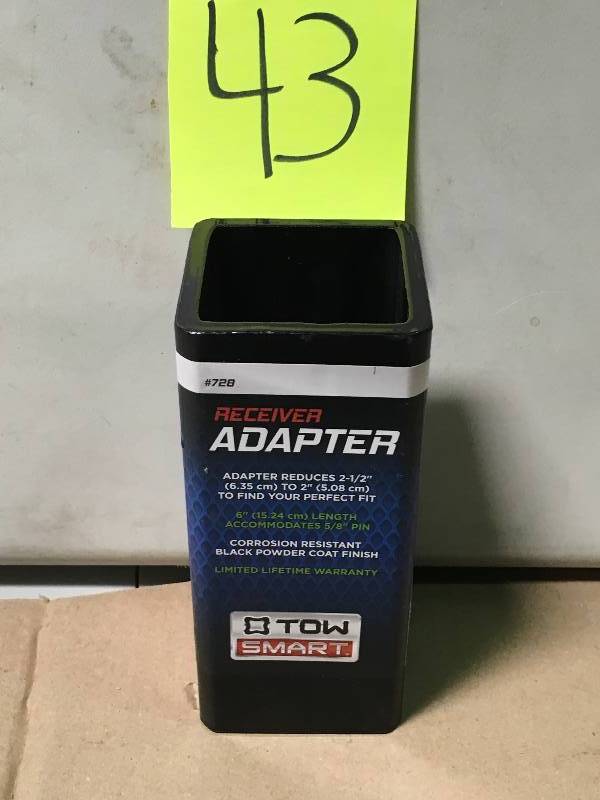 43
#728
RECEIVER
ADAPTER
ADAPTER REDUCES 2-1/2"
(6.35 cm) TO 2" (5.08 cm)
TO FIND YOUR PERFECT FIT
6" (15.24 cm) LENGTH
ACCOMMODATES 5/8" PIN
CORROSION RESISTANT
BLACK POWDER COAT FINISH
LIMITED LIFETIME WARRANTY
TOW
SMART